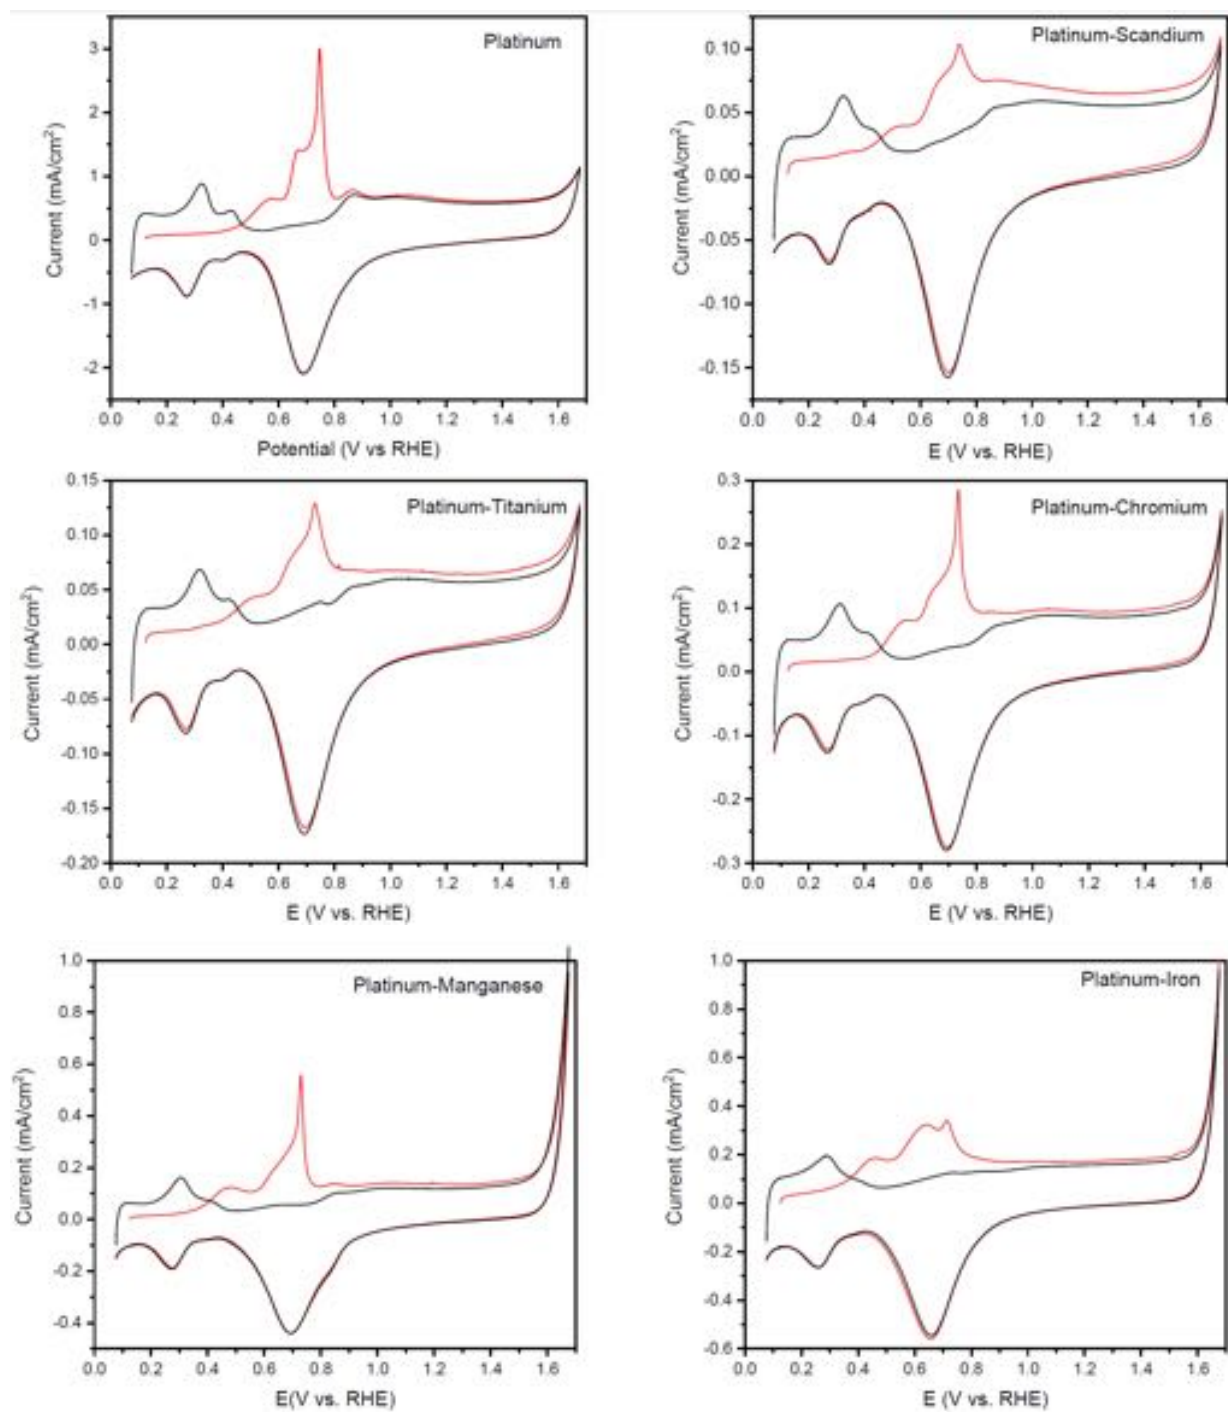 Platinum
Current (mA/cm²)
3
2
1
0
-1
-2
0.0 0.2 0.4 0.6 0.8 1.0 1.2 1.4 1.6
Potential (V vs RHE)
Platinum-Scandium
Current (mA/cm²)
0.10
0.05
0.00
-0.05
-0.10
-0.15
0.0 0.2 0.4 0.6 0.8 1.0 1.2 1.4 1.6
E (V vs. RHE)
Platinum-Titanium
Current (mA/cm²)
0.15
0.10
0.05
0.00
-0.05
-0.10
-0.15
-0.20
0.0 0.2 0.4 0.6 0.8 1.0 1.2 1.4 1.6
E (V vs. RHE)
Platinum-Chromium
Current (mA/cm²)
0.3
0.2
0.1
0.0
-0.1
-0.2
-0.3
0.0 0.2 0.4 0.6 0.8 1.0 1.2 1.4 1.6
E (V vs. RHE)
Platinum-Manganese
Current (mA/cm²)
1.0
0.8
0.6
0.4
0.2
0.0
-0.2
-0.4
0.0 0.2 0.4 0.6 0.8 1.0 1.2 1.4 1.6
E(V vs. RHE)
Platinum-Iron
Current (mA/cm²)
1.0
0.8
0.6
0.4
0.2
0.0
-0.2
-0.4
-0.6
0.0 0.2 0.4 0.6 0.8 1.0 1.2 1.4 1.6
E (V vs. RHE)